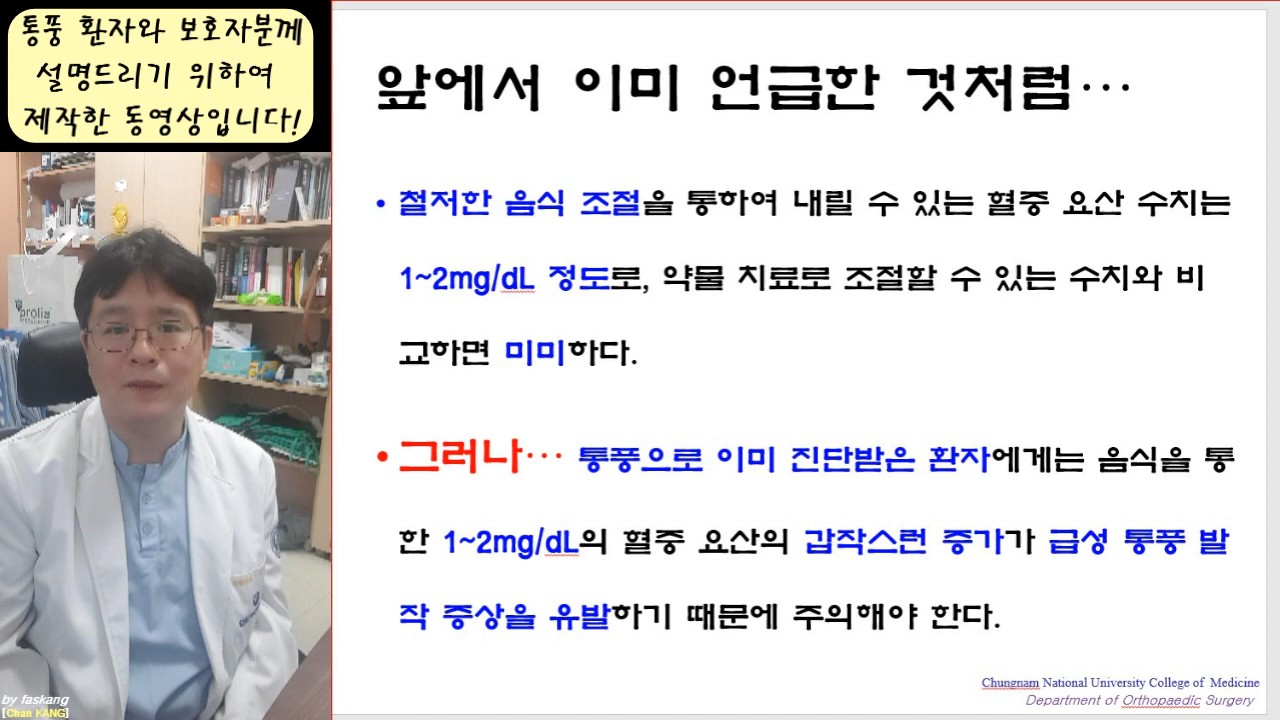 통풍 환자와 보호자분께
설명드리기 위하여
제작한 동영상입니다!
앞에서 이미 언급한 것처럼…
• 철저한 음식 조절을 통하여 내릴 수 있는 혈중 요산 수치는
1~2mg/dL 정도로, 약물 치료로 조절할 수 있는 수치와 비
교하면 미미하다.
• 그러나… 통풍으로 이미 진단받은 환자에게는 음식을 통
한 1~2mg/dL의 혈중 요산의 갑작스런 증가가 급성 통풍 발
작 증상을 유발하기 때문에 주의해야 한다.
Chungnam National University College of Medicine
Department of Orthopaedic Surgery
prolia
by faskang
[Chan KANG]